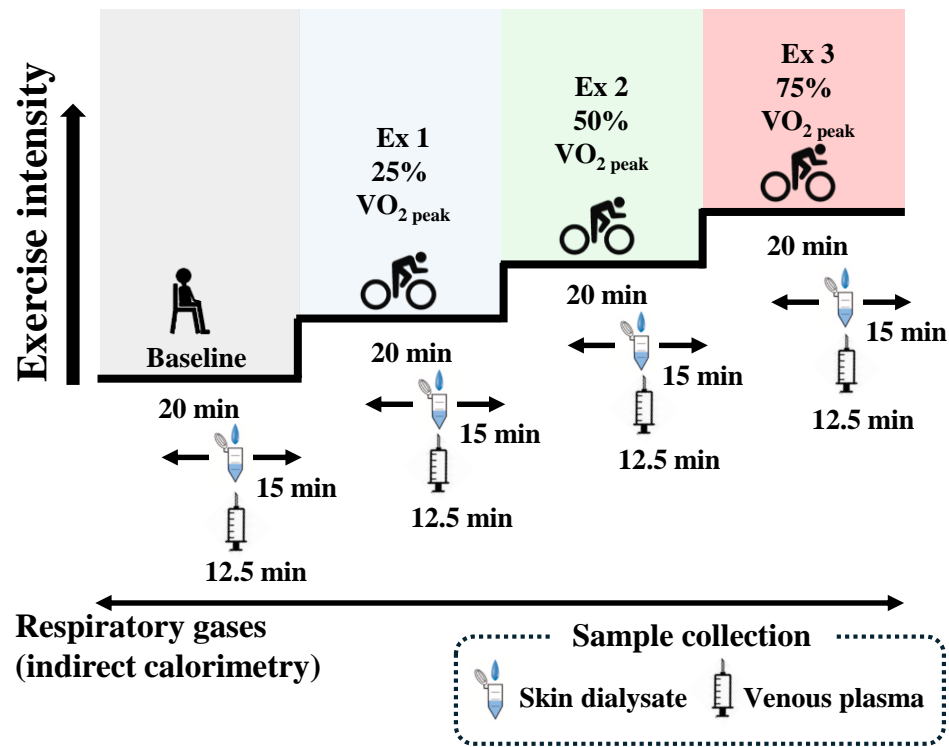 Exercise intensity
Baseline
20 min
15 min
12.5 min
Ex 1
25%
VO2 peak
20 min
15 min
12.5 min
Ex 2
50%
VO2 peak
20 min
15 min
12.5 min
Ex 3
75%
VO2 peak
20 min
15 min
12.5 min
Respiratory gases
(indirect calorimetry)
Sample collection
Skin dialysate
Venous plasma